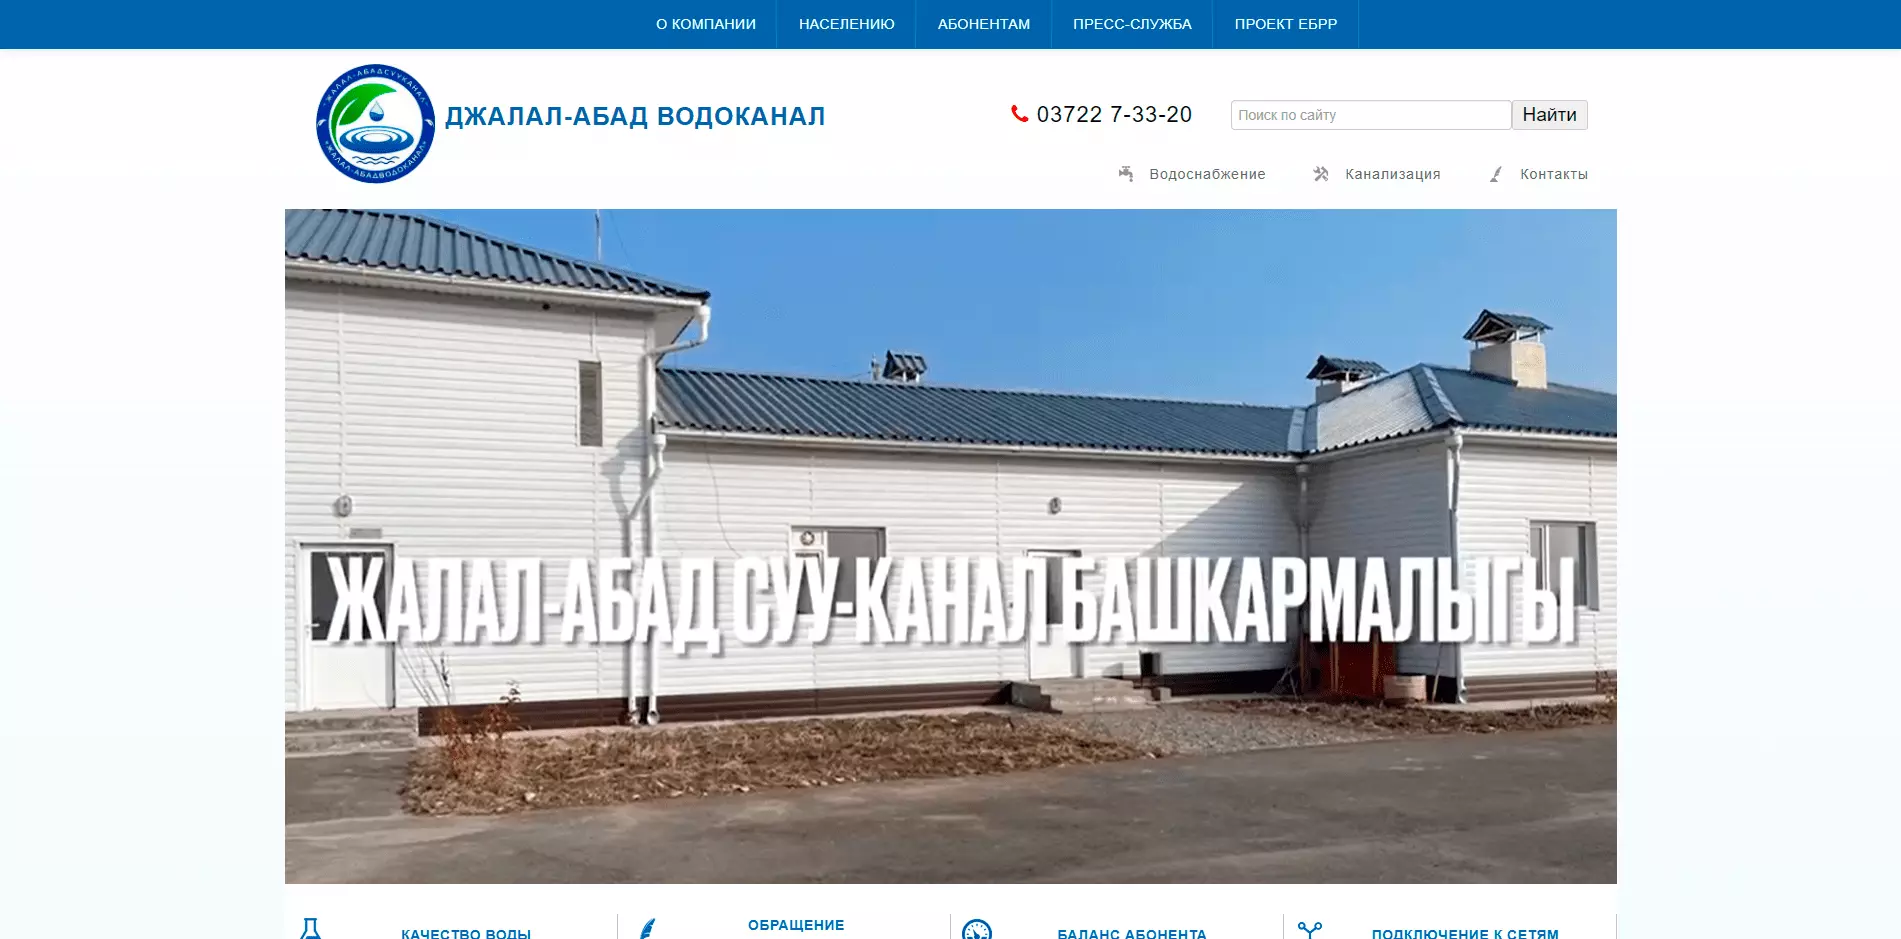 О КОМПАНИИ
НАСЕЛЕНИЮ
АБОНЕНТАМ
ПРЕСС-СЛУЖБА
ПРОЕКТ ЕБРР
"ЖАЛАЛ-АБАДСУУКАНАЛ"
"ЖАЛАЛ-АБАДВОДОКАНАЛ"
ДЖАЛАЛ-АБАД ВОДОКАНАЛ
03722 7-33-20
Поиск по сайту
Найти
Водоснабжение
Канализация
Контакты
ЖАЛАЛ-АБАД СУУ-КАНАЛ БАШКАРМАЛЫГЫ
КАЧЕСТВО ВОДЫ
ОБРАЩЕНИЕ
БАЛАНС АБОНЕНТА
ПОДКЛЮЧЕНИЕ К СЕТЯМ